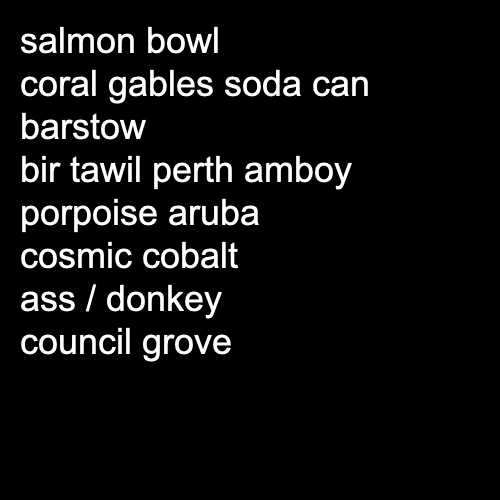 salmon bowl
coral gables soda can
barstow
bir tawil perth amboy
porpoise aruba
cosmic cobalt
ass / donkey
council grove